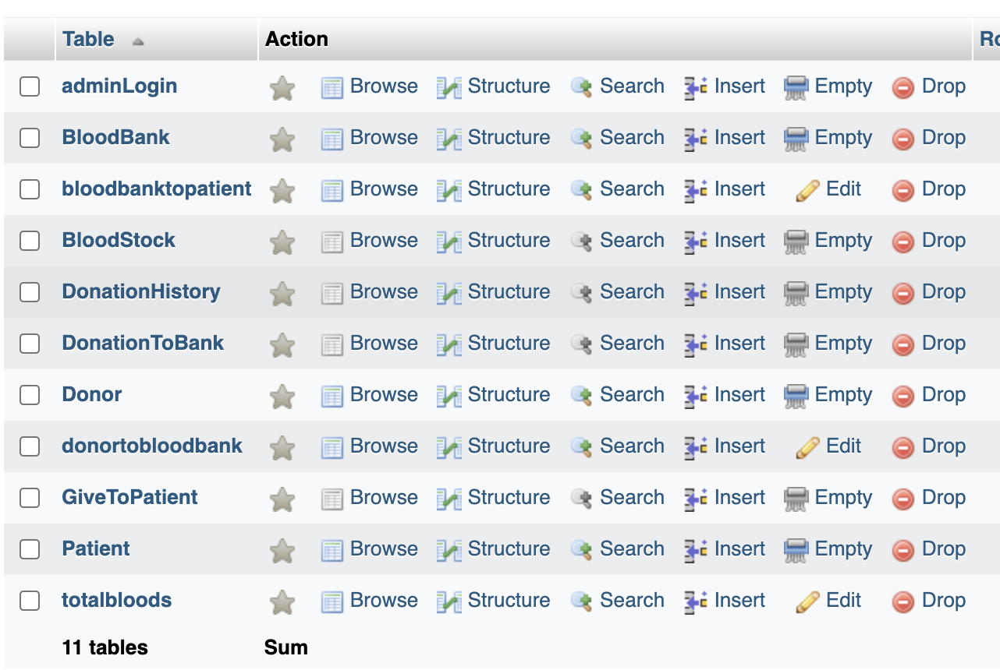 Table Action Ro
adminLogin Browse Structure Search Insert Empty Drop
BloodBank Browse Structure Search Insert Empty Drop
bloodbanktopatient Browse Structure Search Insert Edit Drop
BloodStock Browse Structure Search Insert Empty Drop
DonationHistory Browse Structure Search Insert Empty Drop
DonationToBank Browse Structure Search Insert Empty Drop
Donor Browse Structure Search Insert Empty Drop
donortobloodbank Browse Structure Search Insert Edit Drop
GiveToPatient Browse Structure Search Insert Empty Drop
Patient Browse Structure Search Insert Empty Drop
totalbloods Browse Structure Search Insert Edit Drop
11 tables Sum